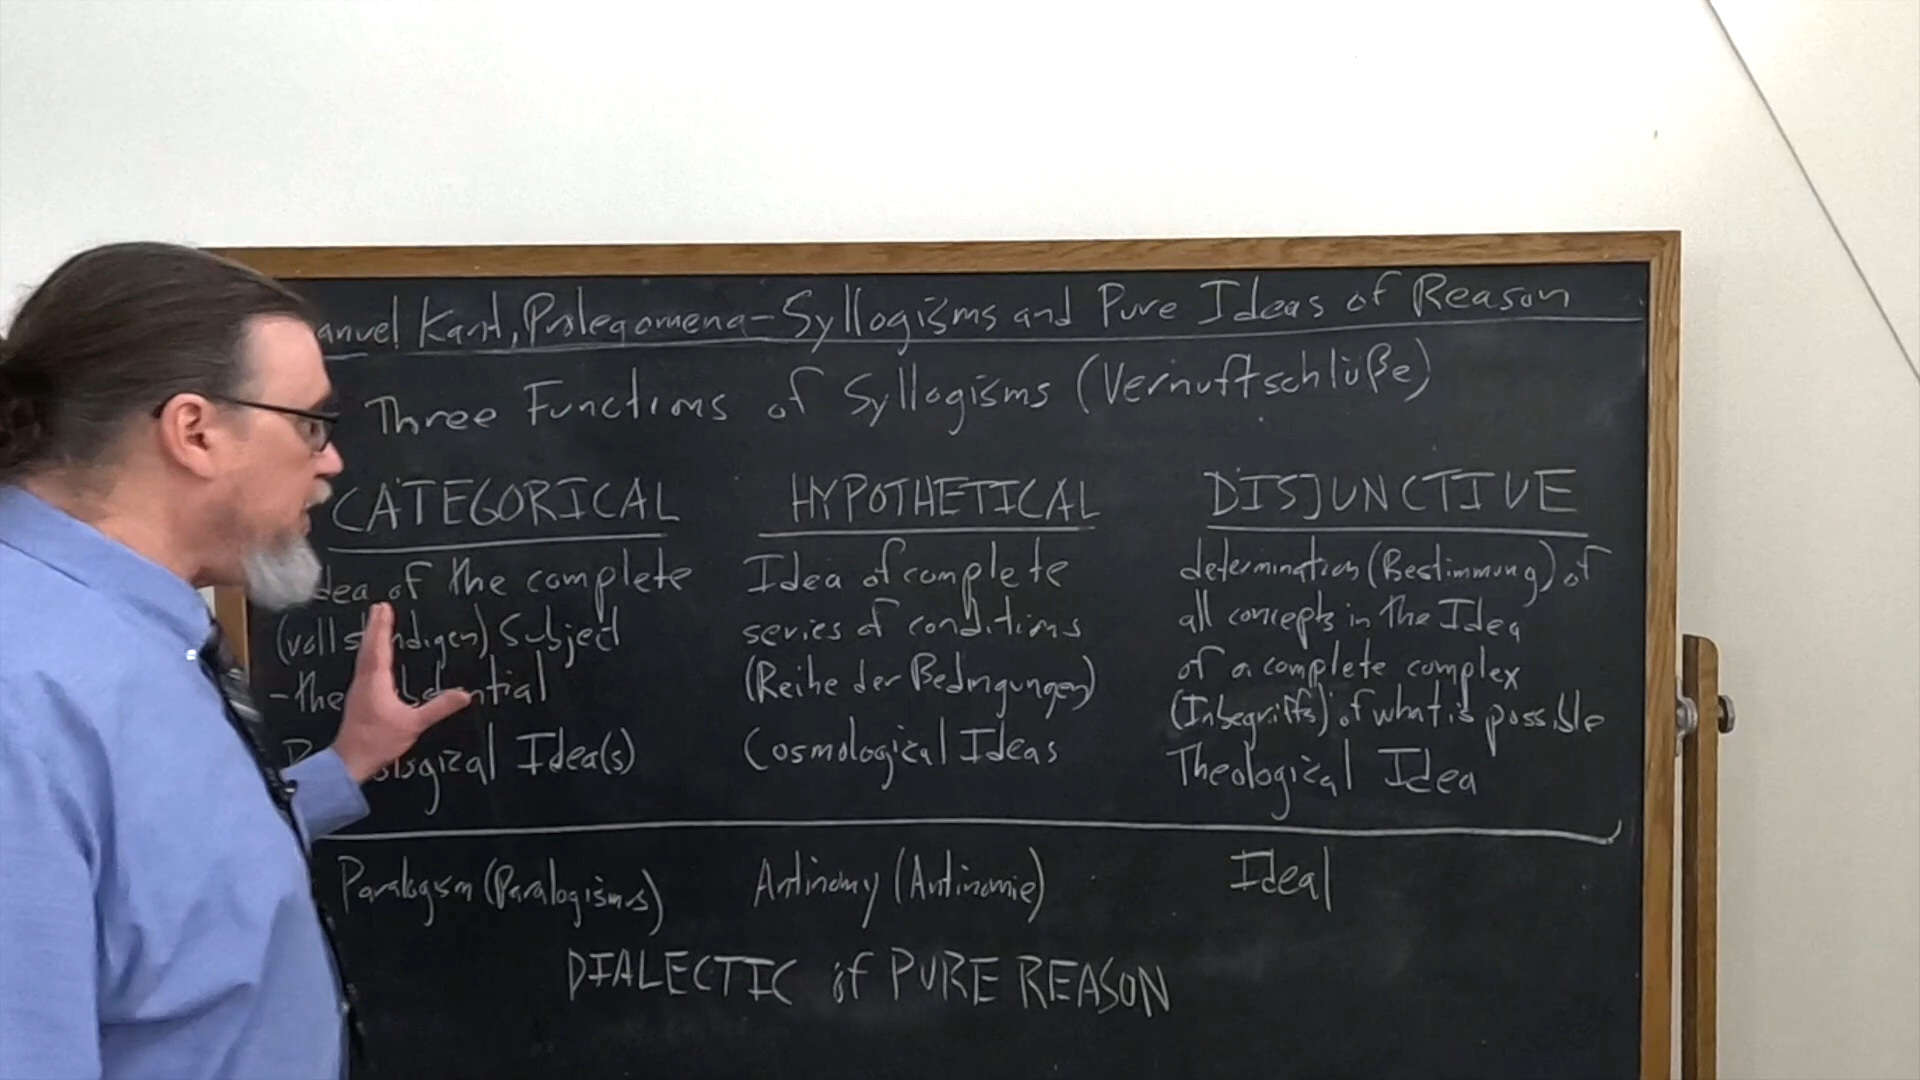 anuel Kant, Prolegomena - Syllogisms and Pure Ideas of Reason
Three Functions of Syllogisms (Vernuftschlüße)
CATEGORICAL
dea of the complete
(vollst ndigen) Subject
- the ntial
ological Idea(s)
HYPOTHETICAL
Idea of complete
series of conditions
(Reihe der Bedingungen)
Cosmological Ideas
DISJUNCTIVE
determination (Bestimmung) of
all concepts in the Idea
of a complete complex
(Inbegriffs) of what is possible
Theological Idea
Paralogism (Paralogismus)
Antinomy (Antinomie)
Ideal
DIALECTIC of PURE REASON